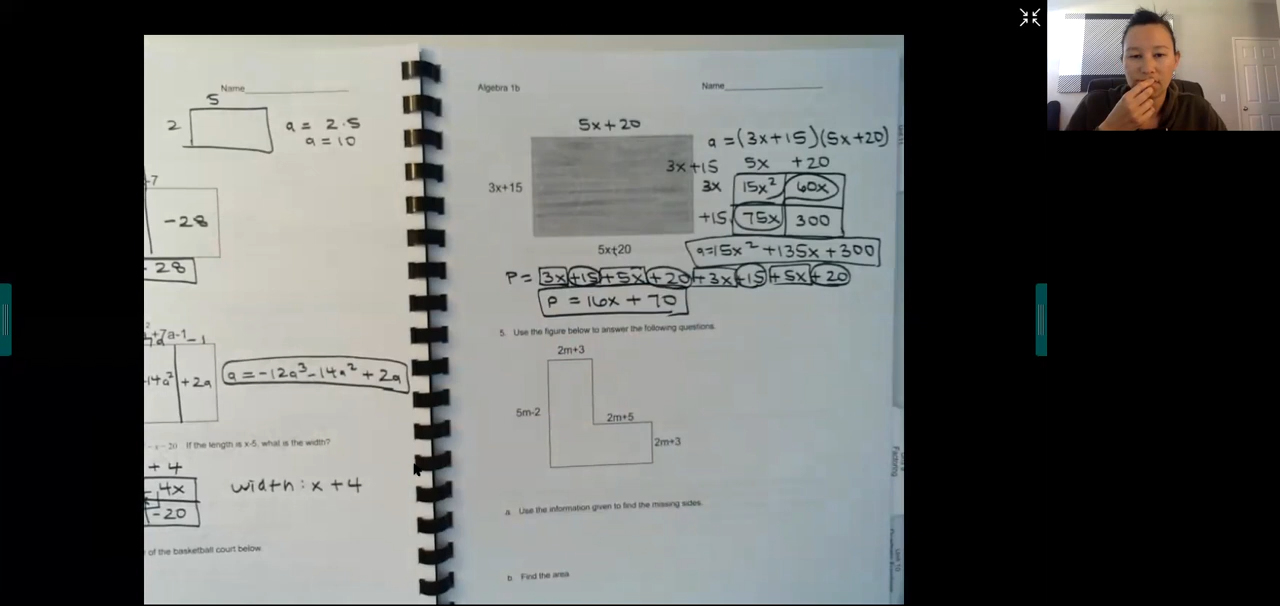 Name
5
2
a = 2·5
a = 10
+7
-28
-28
+7a-1
-1
-14a²
+2a
a = -12a³ - 14a² + 2a
- x - 20 If the length is x-5, what is the width?
+ 4
4x
-20
width: x + 4
of the basketball court below.
Algebra 1b
Name
5x + 20
3x+15
5x+20
a = (3x+15)(5x+20)
3x+15
5x +20
3x 15x² 60x
+15 75x 300
a=15x² +135x + 300
P = 3x +15 +5x +20 +3x +15 +5x +20
P = 16x + 70
5. Use the figure below to answer the following questions.
2m+3
5m-2
2m+5
2m+3
a. Use the information given to find the missing sides.
b. Find the area